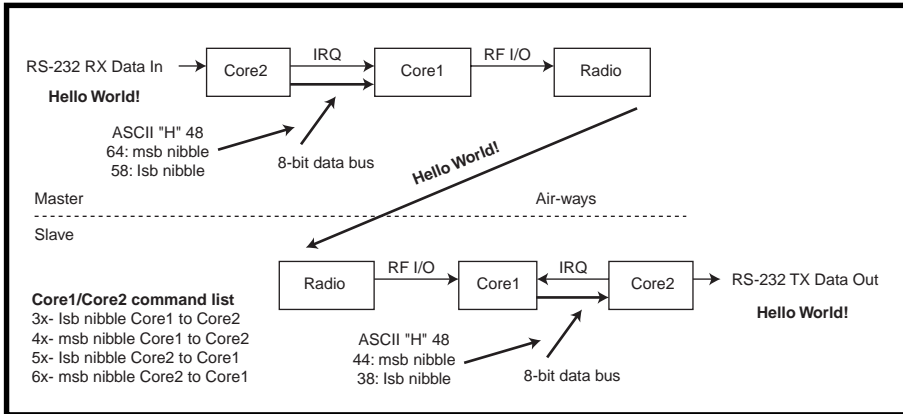 IRQ
RF I/O
RS-232 RX Data In
Core2
Core1
Radio
Hello World!
ASCII "H" 48
64: msb nibble
58: lsb nibble
8-bit data bus
Hello World!
Master
Air-ways
Slave
RF I/O
IRQ
Radio
Core1
Core2
RS-232 TX Data Out
Hello World!
Core1/Core2 command list
3x- lsb nibble Core1 to Core2
4x- msb nibble Core1 to Core2
5x- lsb nibble Core2 to Core1
6x- msb nibble Core2 to Core1
ASCII "H" 48
44: msb nibble
38: lsb nibble
8-bit data bus